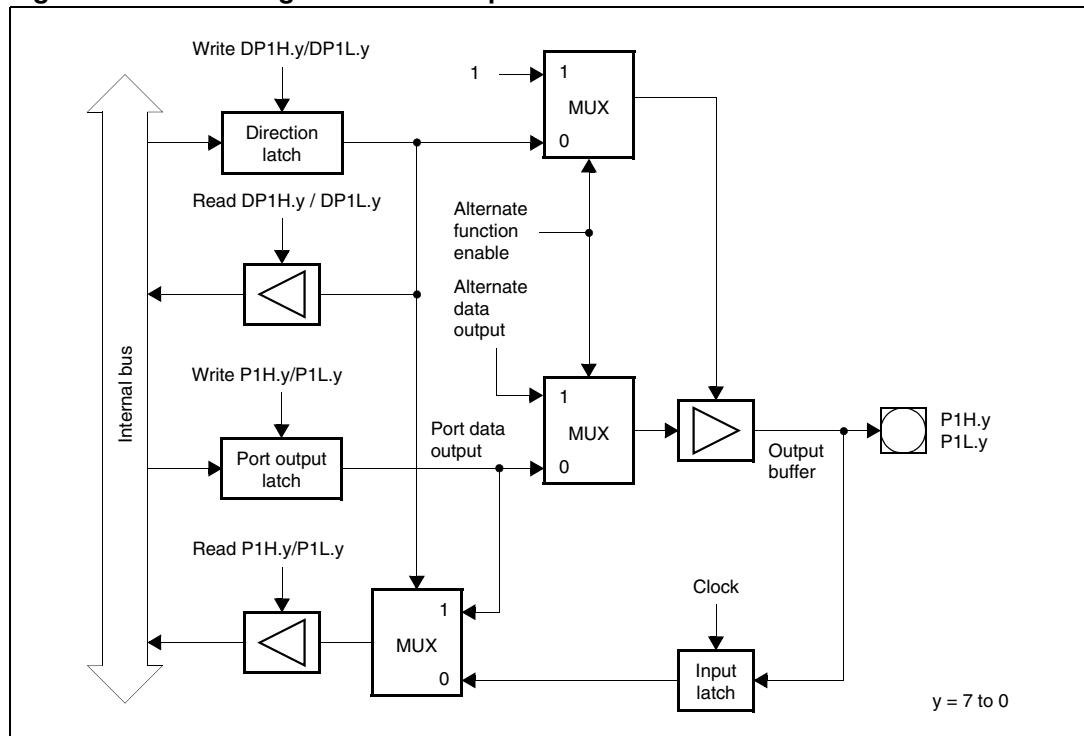 Write DP1H.y/DP1L.y
1
1
MUX
0
Direction
latch
Read DP1H.y / DP1L.y
Alternate
function
enable
Alternate
data
output
Internal bus
Write P1H.y/P1L.y
Port output
latch
Port data
output
1
MUX
0
Output
buffer
P1H.y
P1L.y
Read P1H.y/P1L.y
1
MUX
0
Clock
Input
latch
y = 7 to 0